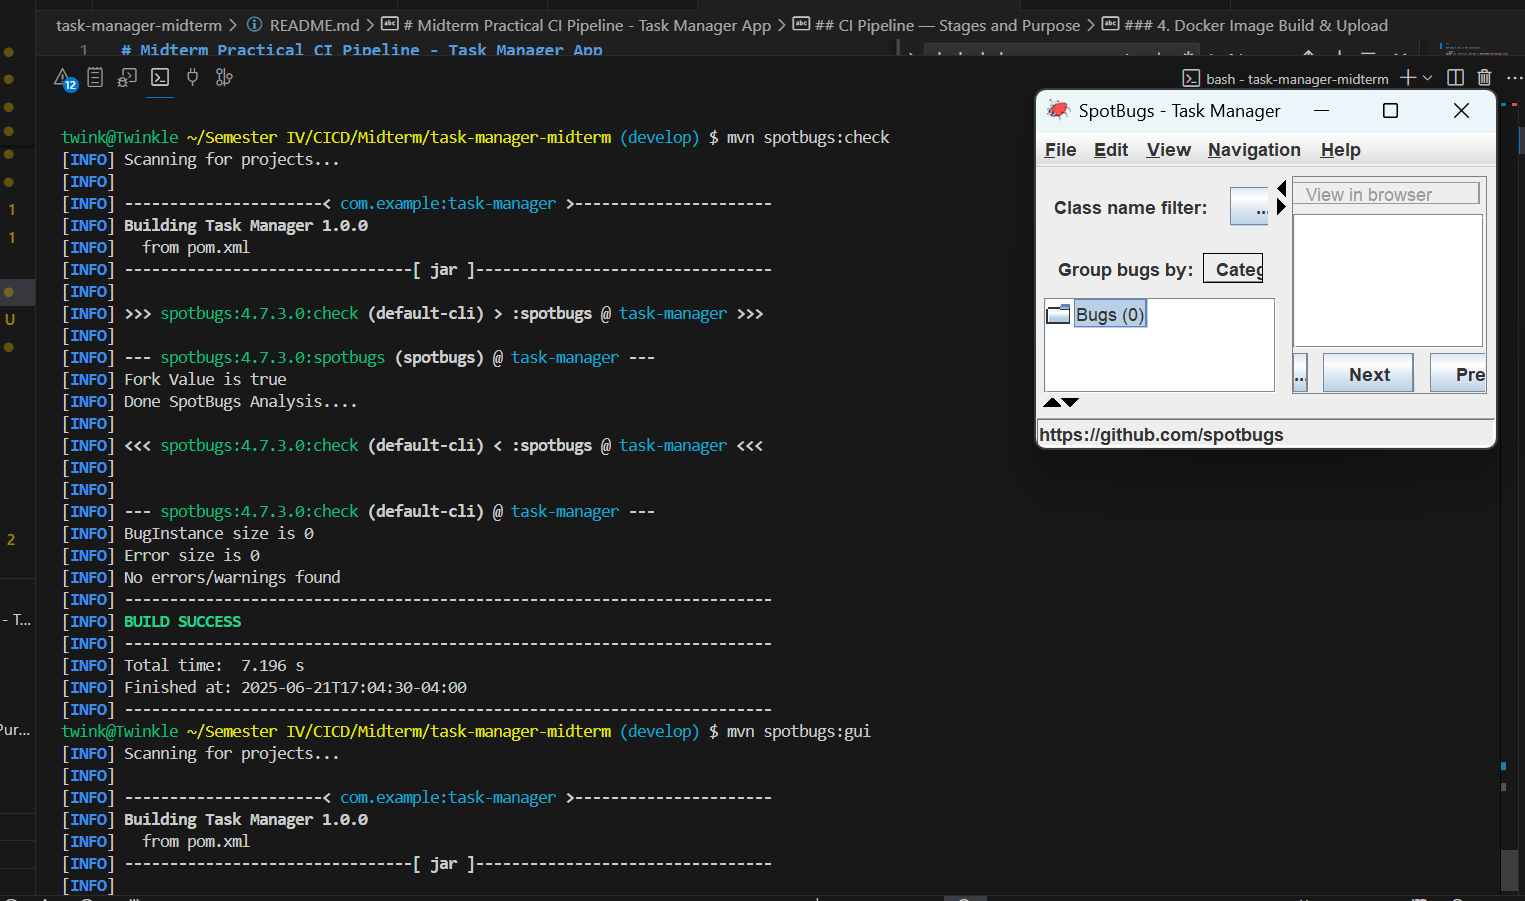 task-manager-midterm > README.md > # Midterm Practical CI Pipeline - Task Manager App > ## CI Pipeline — Stages and Purpose > ### 4. Docker Image Build & Upload
1 # Midterm Practical CI Pipeline - Task Manager App
12
bash - task-manager-midterm
twink@Twinkle ~/Semester IV/CICD/Midterm/task-manager-midterm (develop) $ mvn spotbugs:check
[INFO] Scanning for projects...
[INFO]
[INFO] ----------------------< com.example:task-manager >----------------------
[INFO] Building Task Manager 1.0.0
[INFO]   from pom.xml
[INFO] --------------------------------[ jar ]---------------------------------
[INFO]
[INFO] >>> spotbugs:4.7.3.0:check (default-cli) > :spotbugs @ task-manager >>>
[INFO]
[INFO] --- spotbugs:4.7.3.0:spotbugs (spotbugs) @ task-manager ---
[INFO] Fork Value is true
[INFO] Done SpotBugs Analysis....
[INFO]
[INFO] <<< spotbugs:4.7.3.0:check (default-cli) < :spotbugs @ task-manager <<<
[INFO]
[INFO]
[INFO] --- spotbugs:4.7.3.0:check (default-cli) @ task-manager ---
[INFO] BugInstance size is 0
[INFO] Error size is 0
[INFO] No errors/warnings found
[INFO] ------------------------------------------------------------------------
[INFO] BUILD SUCCESS
[INFO] ------------------------------------------------------------------------
[INFO] Total time:  7.196 s
[INFO] Finished at: 2025-06-21T17:04:30-04:00
[INFO] ------------------------------------------------------------------------
twink@Twinkle ~/Semester IV/CICD/Midterm/task-manager-midterm (develop) $ mvn spotbugs:gui
[INFO] Scanning for projects...
[INFO]
[INFO] ----------------------< com.example:task-manager >----------------------
[INFO] Building Task Manager 1.0.0
[INFO]   from pom.xml
[INFO] --------------------------------[ jar ]---------------------------------
[INFO]
SpotBugs - Task Manager
File Edit View Navigation Help
View in browser
Class name filter: ...
Group bugs by: Categ
Bugs (0)
... Next Pre
https://github.com/spotbugs
1
1
U
2
- T...
Pur...